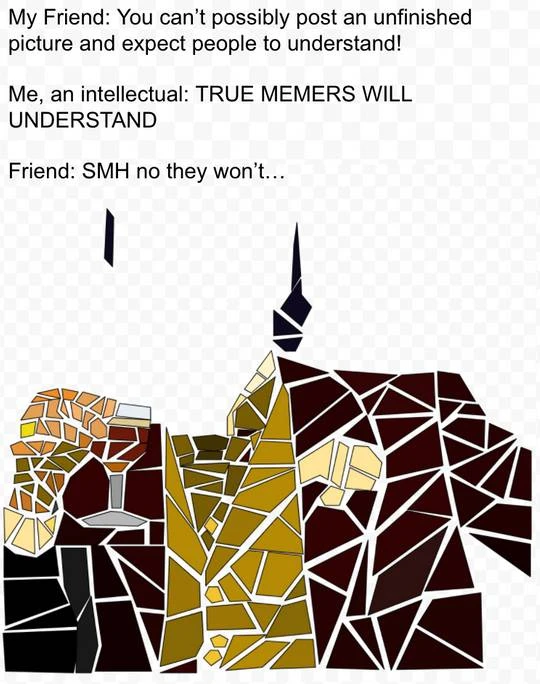 My Friend: You can’t possibly post an unfinished
picture and expect people to understand!
Me, an intellectual: TRUE MEMERS WILL
UNDERSTAND
Friend: SMH no they won’t…